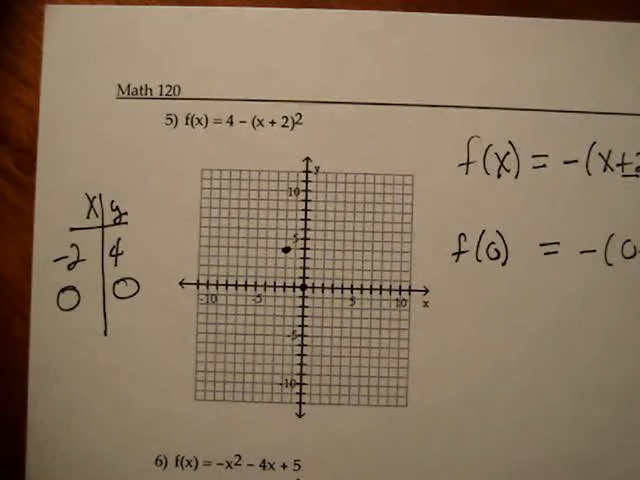 Math 120
5) f(x) = 4 – (x + 2)²
f(x) = -(x+2
x y
-2 4
0 0
f(0) = -(0
y
10
5
-10 -5 5 10 x
-5
-10
6) f(x) = –x² – 4x + 5